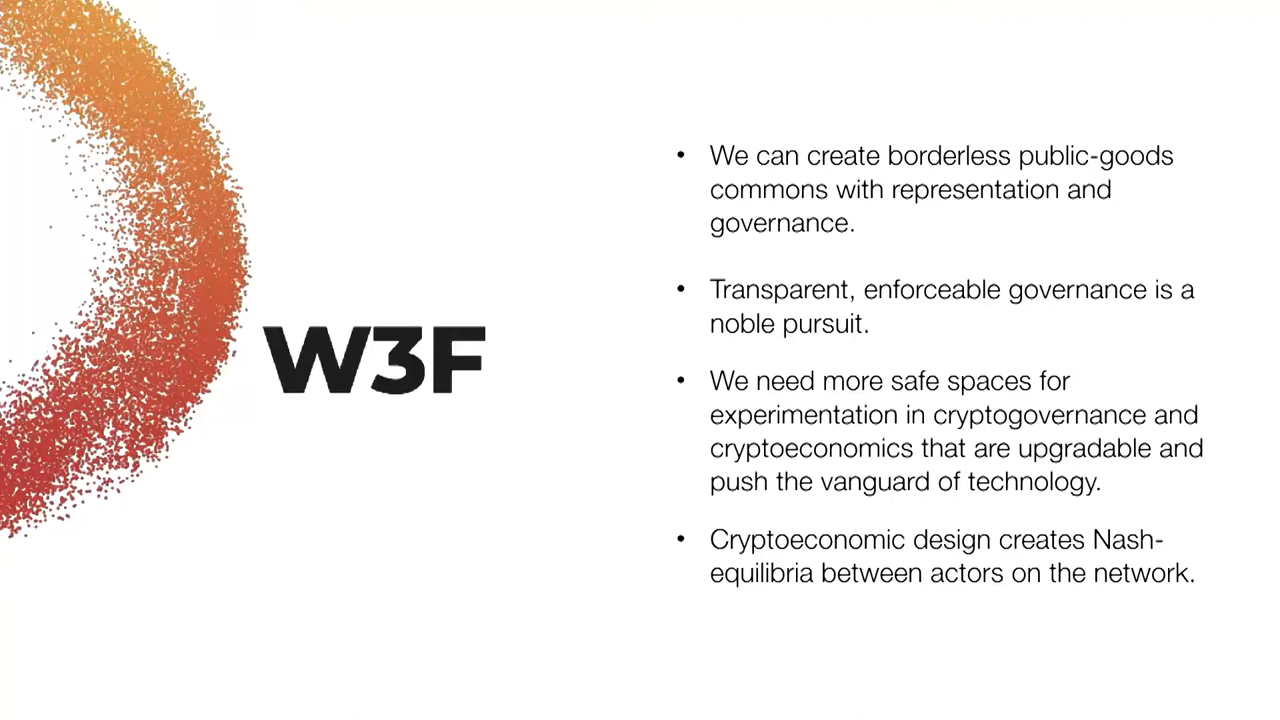 W3F
• We can create borderless public-goods
commons with representation and
governance.
• Transparent, enforceable governance is a
noble pursuit.
• We need more safe spaces for
experimentation in cryptogovernance and
cryptoeconomics that are upgradable and
push the vanguard of technology.
• Cryptoeconomic design creates Nash-
equilibria between actors on the network.